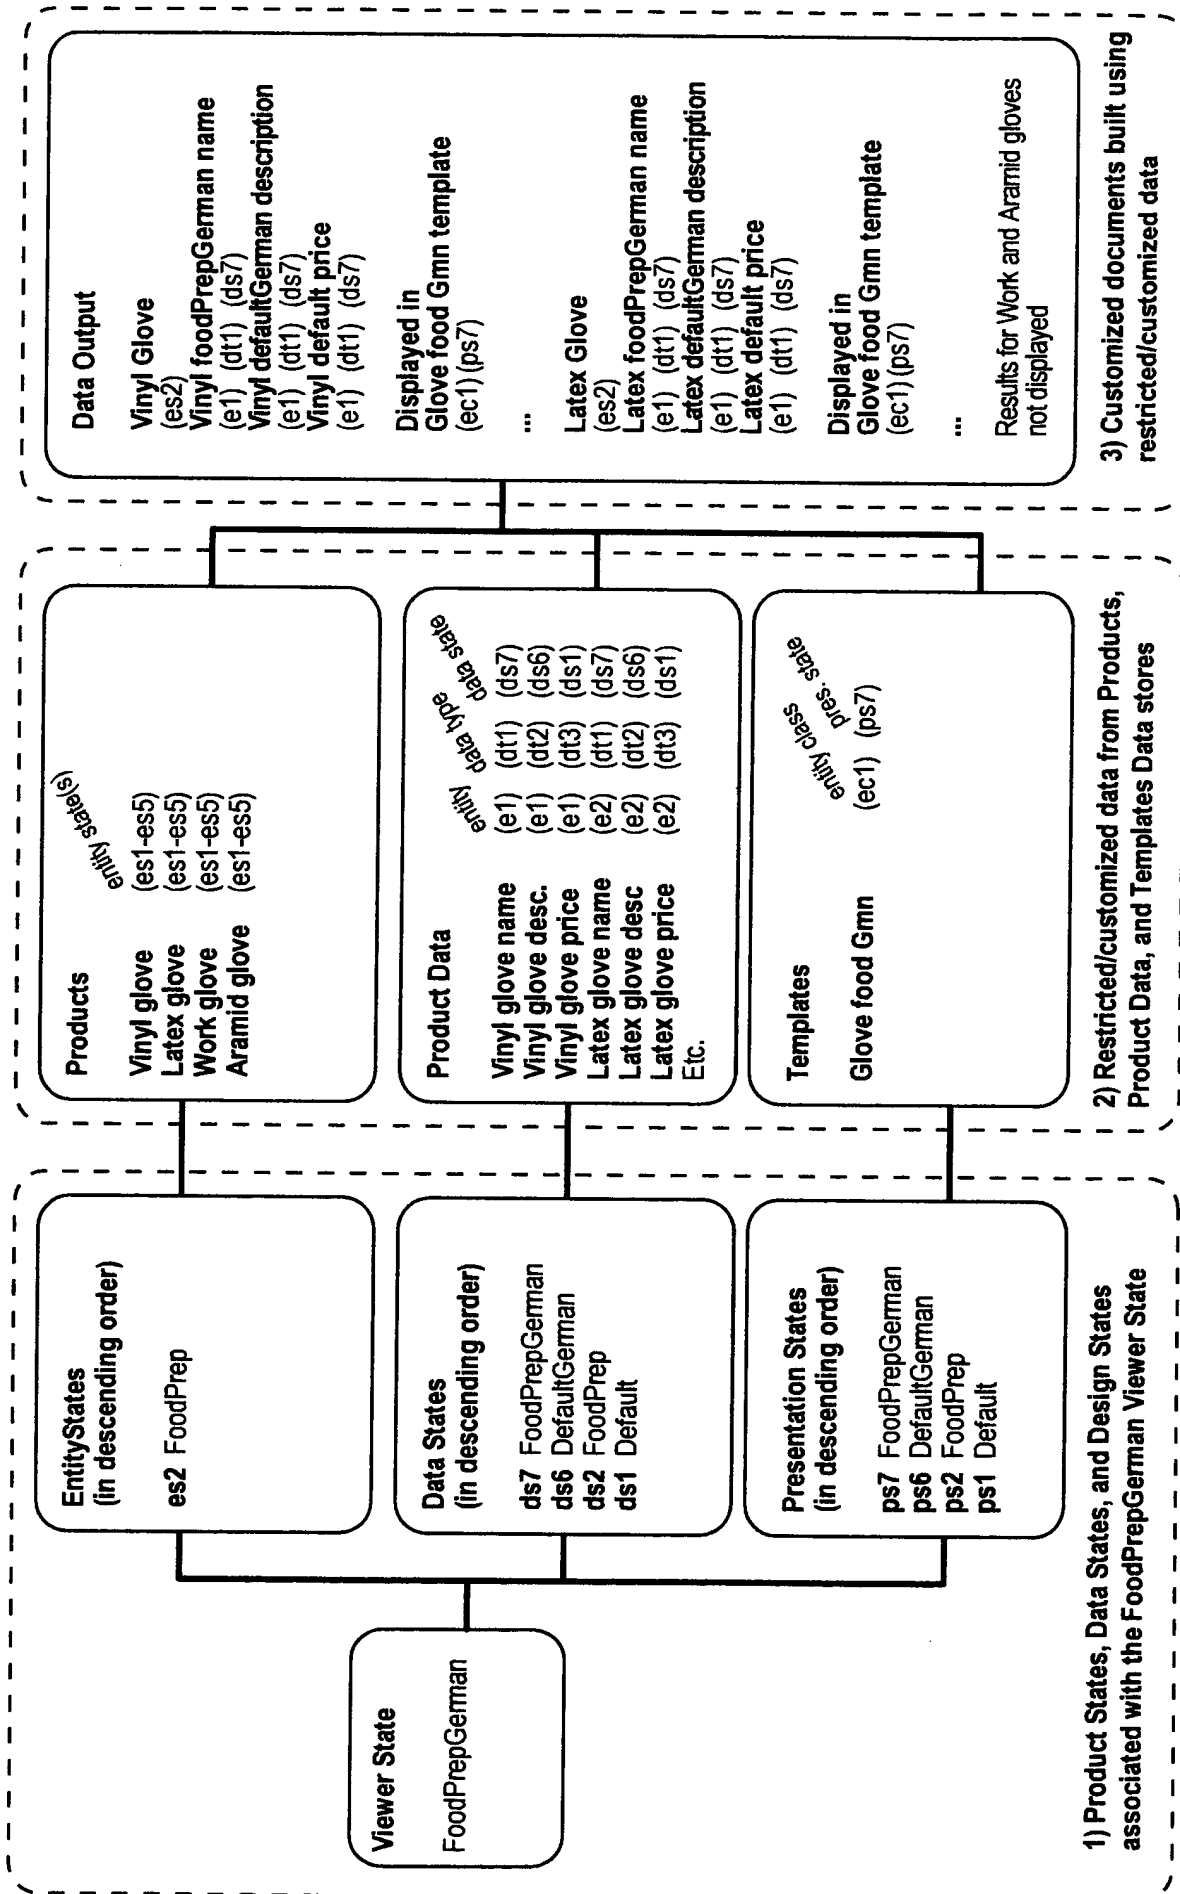 Viewer State
FoodPrepGerman
EntityStates
(in descending order)
es2 FoodPrep
Data States
(in descending order)
ds7 FoodPrepGerman
ds6 DefaultGerman
ds2 FoodPrep
ds1 Default
Presentation States
(in descending order)
ps7 FoodPrepGerman
ps6 DefaultGerman
ps2 FoodPrep
ps1 Default
1) Product States, Data States, and Design States
associated with the FoodPrepGerman Viewer State
Products
entity state(s)
Vinyl glove (es1-es5)
Latex glove (es1-es5)
Work glove (es1-es5)
Aramid glove (es1-es5)
Product Data
entity data type data state
Vinyl glove name (e1) (dt1) (ds7)
Vinyl glove desc. (e1) (dt2) (ds6)
Vinyl glove price (e1) (dt3) (ds1)
Latex glove name (e2) (dt1) (ds7)
Latex glove desc (e2) (dt2) (ds6)
Latex glove price (e2) (dt3) (ds1)
Etc.
Templates
entity class pres. state
Glove food Gmn (ec1) (ps7)
2) Restricted/customized data from Products,
Product Data, and Templates Data stores
Data Output
Vinyl Glove
(es2)
Vinyl foodPrepGerman name
(e1) (dt1) (ds7)
Vinyl defaultGerman description
(e1) (dt1) (ds7)
Vinyl default price
(e1) (dt1) (ds7)
Displayed in
Glove food Gmn template
(ec1) (ps7)
...
Latex Glove
(es2)
Latex foodPrepGerman name
(e1) (dt1) (ds7)
Latex defaultGerman description
(e1) (dt1) (ds7)
Latex default price
(e1) (dt1) (ds7)
Displayed in
Glove food Gmn template
(ec1) (ps7)
...
Results for Work and Aramid gloves
not displayed
3) Customized documents built using
restricted/customized data